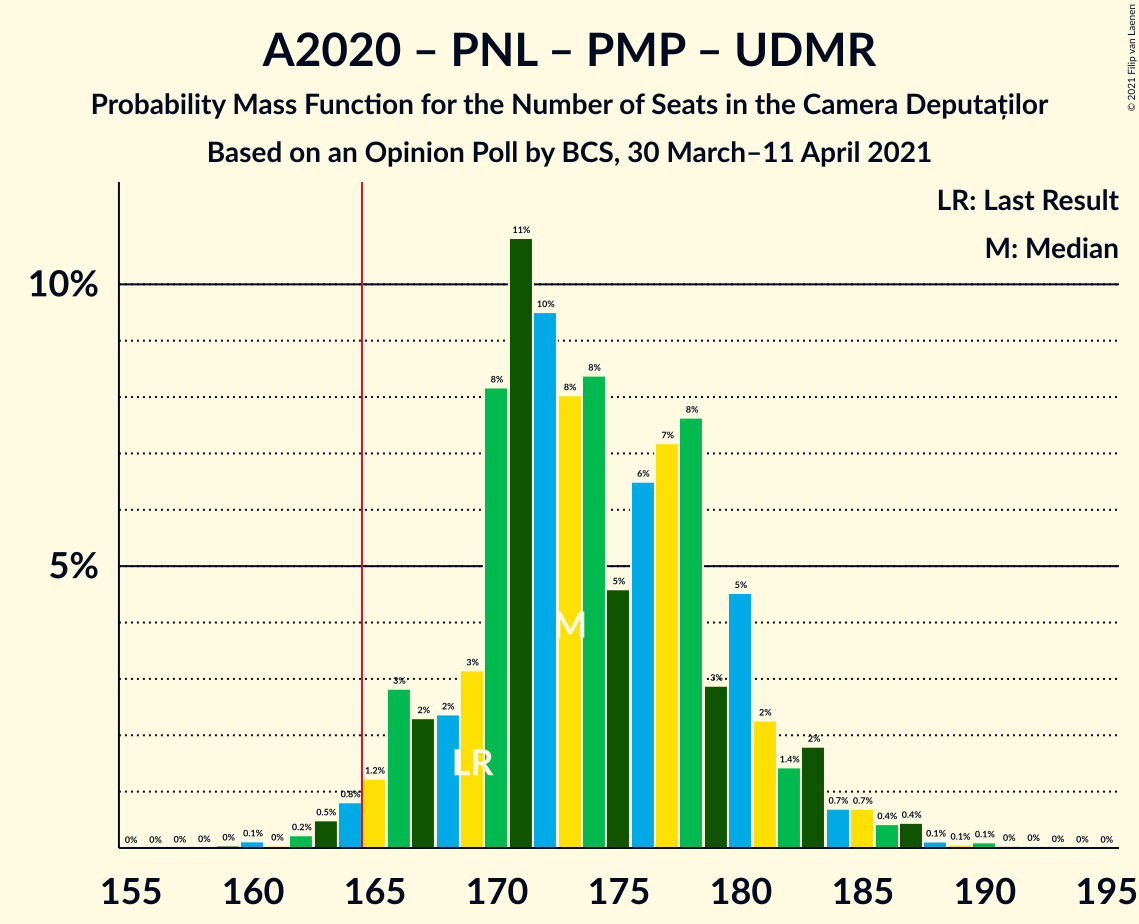 A2020 – PNL – PMP – UDMR
Probability Mass Function for the Number of Seats in the Camera Deputaților
Based on an Opinion Poll by BCS, 30 March–11 April 2021
© 2021 Filip van Laenen
LR: Last Result
M: Median
10%
5%
0% 0% 0% 0% 0% 0.1% 0% 0.2% 0.5% 0.8% 1.2% 3% 2% 2% 3% 8% 11% 10% 8% 8% 5% 6% 7% 8% 3% 5% 2% 1.4% 2% 0.7% 0.7% 0.4% 0.4% 0.1% 0.1% 0.1% 0% 0% 0% 0% 0%
M
LR
155 160 165 170 175 180 185 190 195